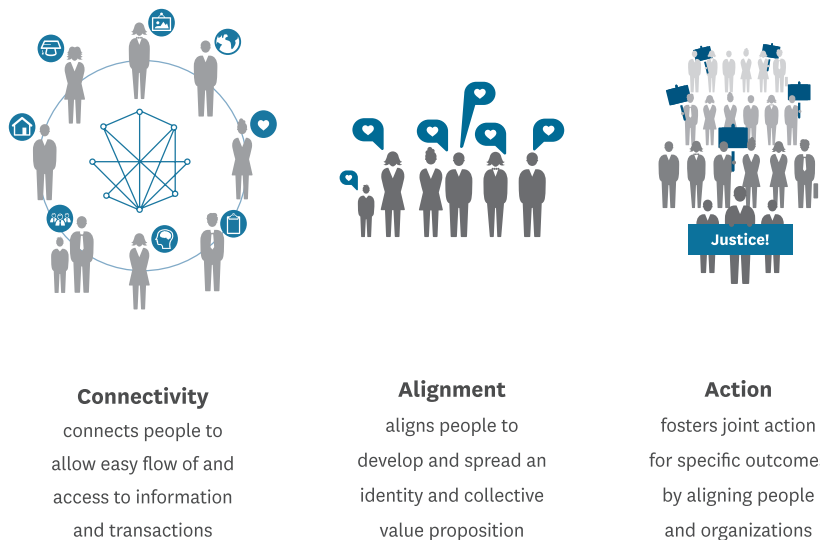 Justice!
Connectivity
connects people to
allow easy flow of and
access to information
and transactions
Alignment
aligns people to
develop and spread an
identity and collective
value proposition
Action
fosters joint action
for specific outcome
by aligning people
and organizations